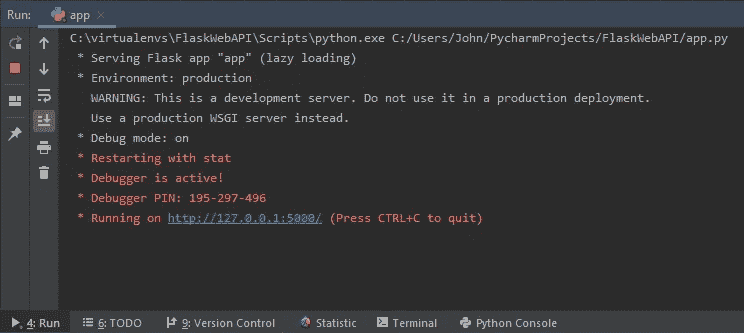 Run: app
C:\virtualenvs\FlaskWebAPI\Scripts\python.exe C:/Users/John/PycharmProjects/FlaskWebAPI/app.py
* Serving Flask app "app" (lazy loading)
* Environment: production
WARNING: This is a development server. Do not use it in a production deployment.
Use a production WSGI server instead.
* Debug mode: on
* Restarting with stat
* Debugger is active!
* Debugger PIN: 195-297-496
* Running on http://127.0.0.1:5000/ (Press CTRL+C to quit)
4: Run 6: TODO 9: Version Control Statistic Terminal Python Console